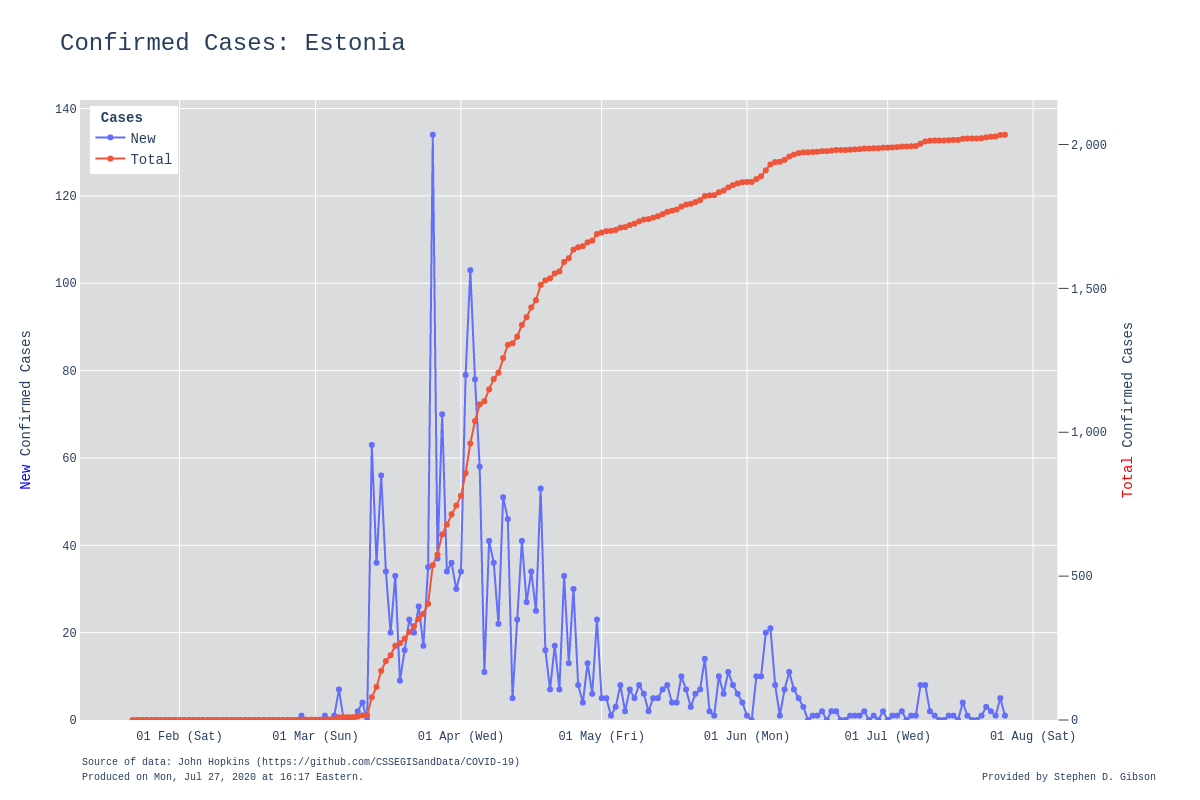 Confirmed Cases: Estonia
Cases
New
Total
140
120
100
80
60
40
20
0
2,000
1,500
1,000
500
0
New Confirmed Cases
Total Confirmed Cases
01 Feb (Sat)
01 Mar (Sun)
01 Apr (Wed)
01 May (Fri)
01 Jun (Mon)
01 Jul (Wed)
01 Aug (Sat)
Source of data: John Hopkins (https://github.com/CSSEGISandData/COVID-19)
Produced on Mon, Jul 27, 2020 at 16:17 Eastern.
Provided by Stephen D. Gibson